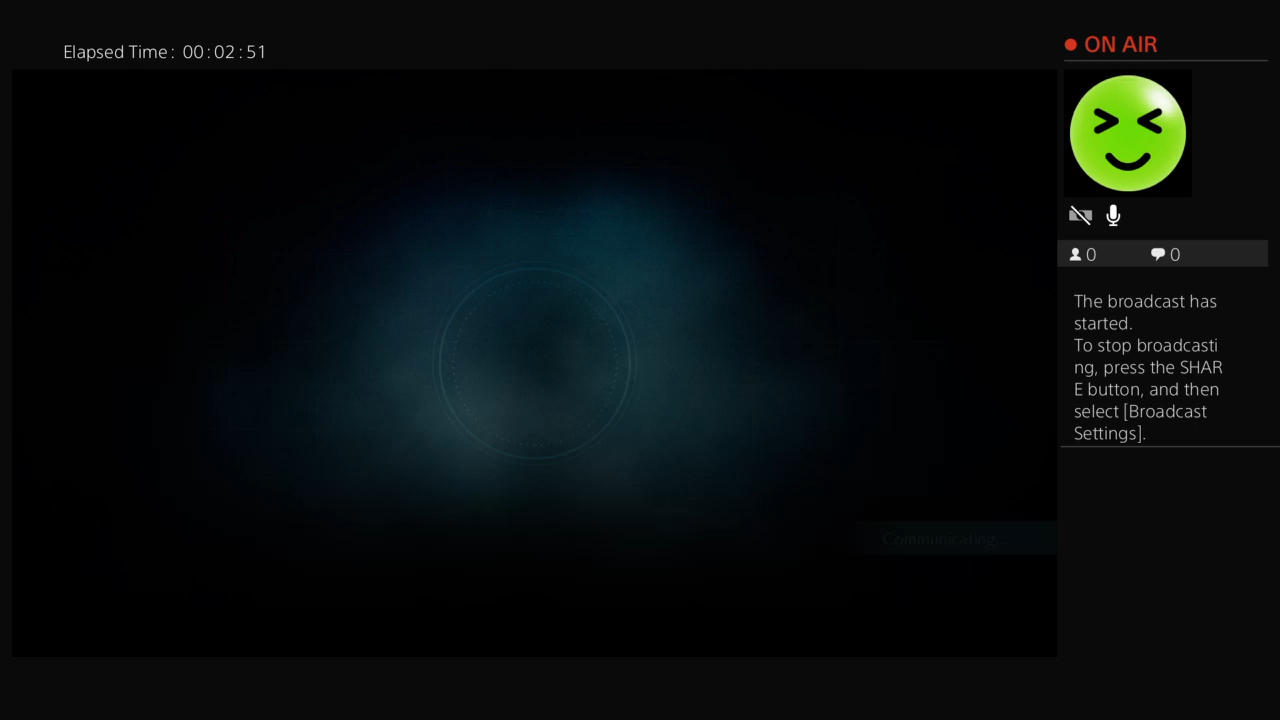 Elapsed Time: 00:02:51
ON AIR
0
0
The broadcast has
started.
To stop broadcasti
ng, press the SHAR
E button, and then
select [Broadcast
Settings].
Communicating...